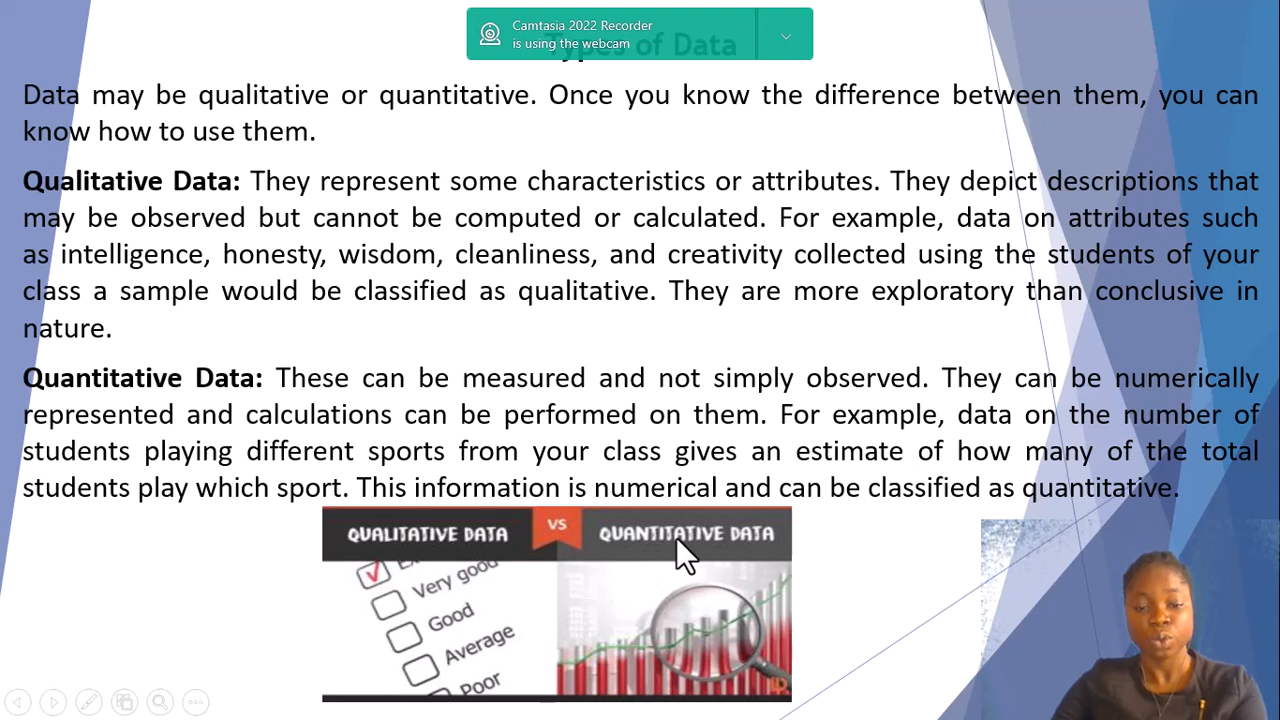 Camtasia 2022 Recorder
is using the webcam
Types of Data
Data may be qualitative or quantitative. Once you know the difference between them, you can
know how to use them.
Qualitative Data: They represent some characteristics or attributes. They depict descriptions that
may be observed but cannot be computed or calculated. For example, data on attributes such
as intelligence, honesty, wisdom, cleanliness, and creativity collected using the students of your
class a sample would be classified as qualitative. They are more exploratory than conclusive in
nature.
Quantitative Data: These can be measured and not simply observed. They can be numerically
represented and calculations can be performed on them. For example, data on the number of
students playing different sports from your class gives an estimate of how many of the total
students play which sport. This information is numerical and can be classified as quantitative.
QUALITATIVE DATA VS QUANTITATIVE DATA
Very good
Good
Average
Poor